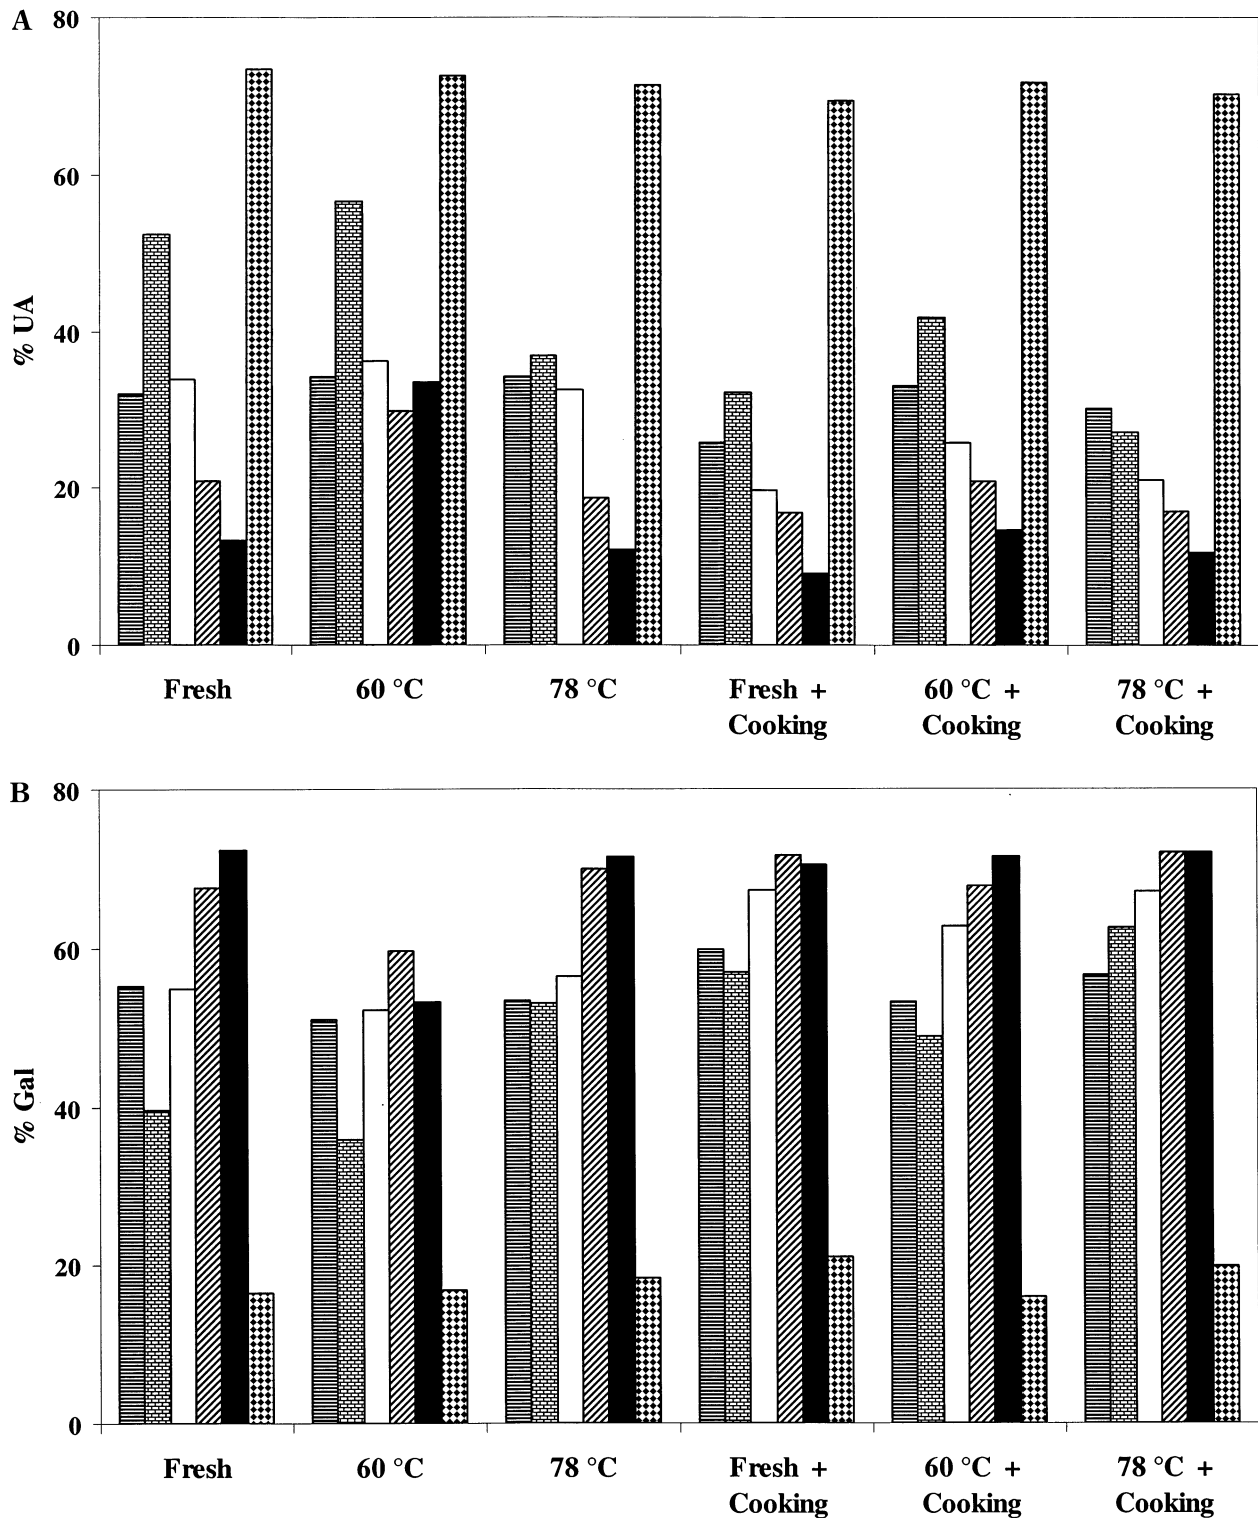 A
80
60
40
20
0
% UA
Fresh
60 °C
78 °C
Fresh +
Cooking
60 °C +
Cooking
78 °C +
Cooking
B
80
60
40
20
0
% Gal
Fresh
60 °C
78 °C
Fresh +
Cooking
60 °C +
Cooking
78 °C +
Cooking